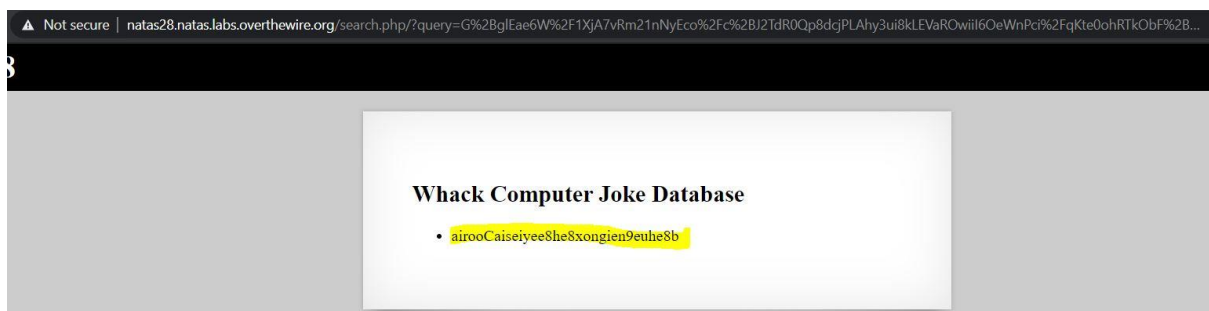 Not secure | natas28.natas.labs.overthewire.org/search.php/?query=G%2BglEae6W%2F1XjA7vRm21nNyEco%2Fc%2BJ2TdR0Qp8dcjPLAhy3ui8kLEVaROwiiI6OeWnPci%2FqKte0ohRTkObF%2B...
8
Whack Computer Joke Database
• airooCaiseiyee8he8xongien9euhe8b